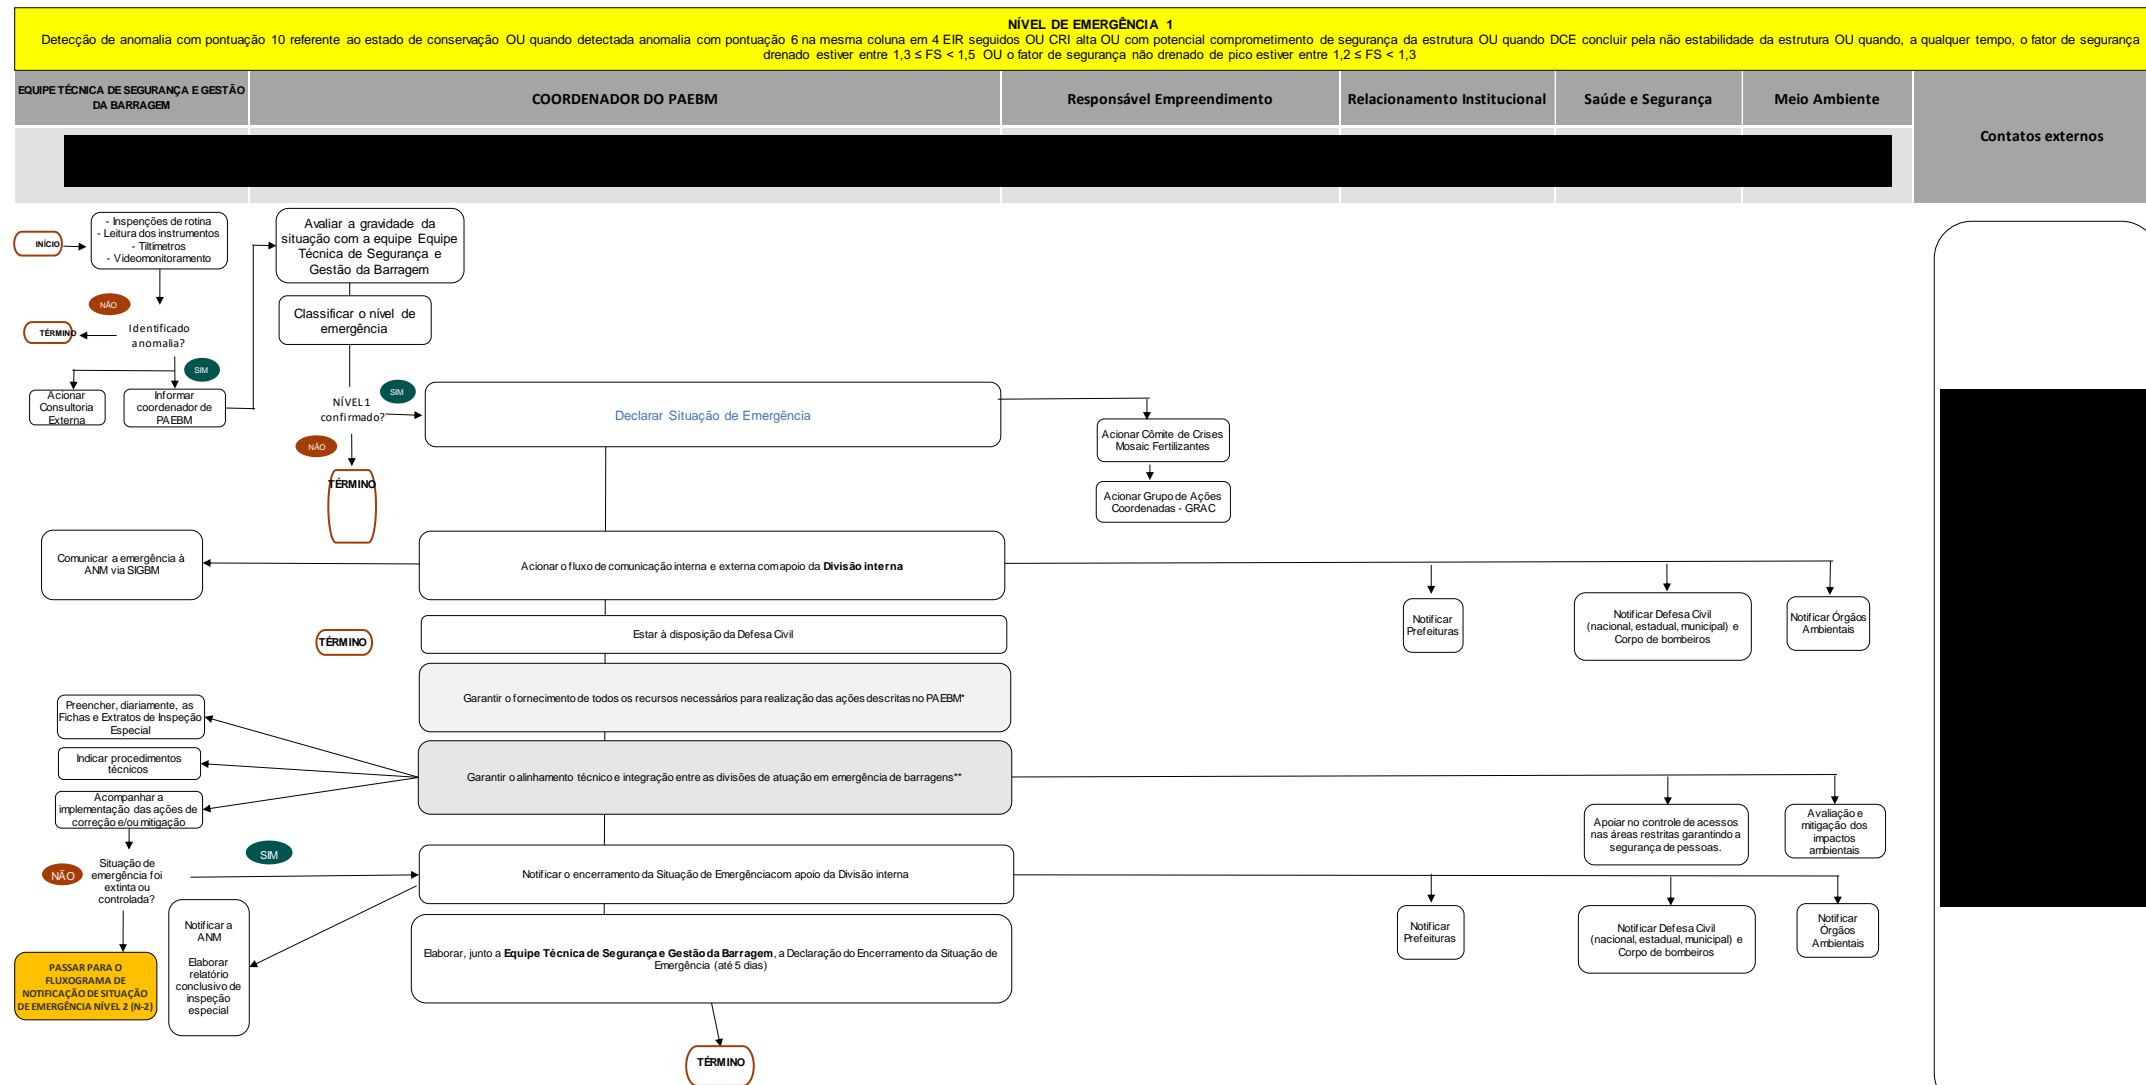 NÍVEL DE EMERGÊNCIA 1
Detecção de anomalia com pontuação 10 referente ao estado de conservação OU quando detectada anomalia com pontuação 6 na mesma coluna em 4 EIR seguidos OU CRI alta OU com potencial comprometimento de segurança da estrutura OU quando DCE concluir pela não estabilidade da estrutura OU quando, a qualquer tempo, o fator de segurança
drenado estiver entre 1,3 ≤ FS < 1,5 OU o fator de segurança não drenado de pico estiver entre 1,2 ≤ FS < 1,3
EQUIPE TÉCNICA DE SEGURANÇA E GESTÃO
DA BARRAGEM
COORDENADOR DO PAEBM
Responsável Empreendimento
Relacionamento Institucional
Saúde e Segurança
Meio Ambiente
Contatos externos
INÍCIO
- Inspenções de rotina
- Leitura dos instrumentos
- Tiltímetros
- Videomonitoramento
Avaliar a gravidade da
situação com a equipe Equipe
Técnica de Segurança e
Gestão da Barragem
NÃO
TÉRMINO
Identificado
anomalia?
Classificar o nível de
emergência
SIM
Acionar
Consultoria
Externa
Informar
coordenador de
PAEBM
NÍVEL 1
confirmado?
SIM
NÃO
TÉRMINO
Declarar Situação de Emergência
Acionar Cômite de Crises
Mosaic Fertilizantes
Acionar Grupo de Ações
Coordenadas - GRAC
Comunicar a emergência à
ANM via SIGBM
Acionar o fluxo de comunicação interna e externa com apoio da Divisão interna
Notificar
Prefeituras
Notificar Defesa Civil
(nacional, estadual, municipal) e
Corpo de bombeiros
Notificar Órgãos
Ambientais
TÉRMINO
Estar à disposição da Defesa Civil
Garantir o fornecimento de todos os recursos necessários para realização das ações descritas no PAEBM*
Preencher, diariamente, as
Fichas e Extratos de Inspeção
Especial
Indicar procedimentos
técnicos
Acompanhar a
implementação das ações de
correção e/ou mitigação
Garantir o alinhamento técnico e integração entre as divisões de atuação em emergência de barragens**
Apoiar no controle de acessos
nas áreas restritas garantindo a
segurança de pessoas.
Avaliação e
mitigação dos
impactos
ambientais
NÃO
Situação de
emergência foi
extinta ou
controlada?
SIM
Notificar o encerramento da Situação de Emergência com apoio da Divisão interna
Notificar
Prefeituras
Notificar Defesa Civil
(nacional, estadual, municipal) e
Corpo de bombeiros
Notificar
Órgãos
Ambientais
Notificar a
ANM
Elaborar
relatório
conclusivo de
inspeção
especial
Elaborar, junto a Equipe Técnica de Segurança e Gestão da Barragem, a Declaração do Encerramento da Situação de
Emergência (até 5 dias)
PASSAR PARA O
FLUXOGRAMA DE
NOTIFICAÇÃO DE SITUAÇÃO
DE EMERGÊNCIA NÍVEL 2 (N-2)
TÉRMINO